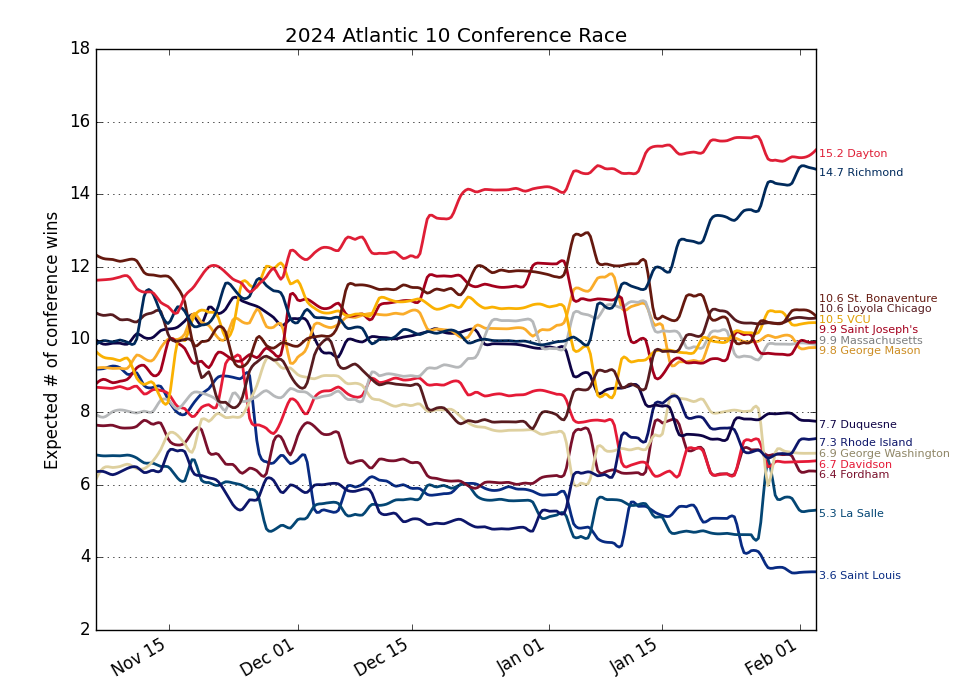 2024 Atlantic 10 Conference Race
Expected # of conference wins
18
16
14
12
10
8
6
4
2
Nov 15
Dec 01
Dec 15
Jan 01
Jan 15
Feb 01
15.2 Dayton
14.7 Richmond
10.6 St. Bonaventure
10.6 Loyola Chicago
10.5 VCU
9.9 Saint Joseph's
9.9 Massachusetts
9.8 George Mason
7.7 Duquesne
7.3 Rhode Island
6.9 George Washington
6.7 Davidson
6.4 Fordham
5.3 La Salle
3.6 Saint Louis